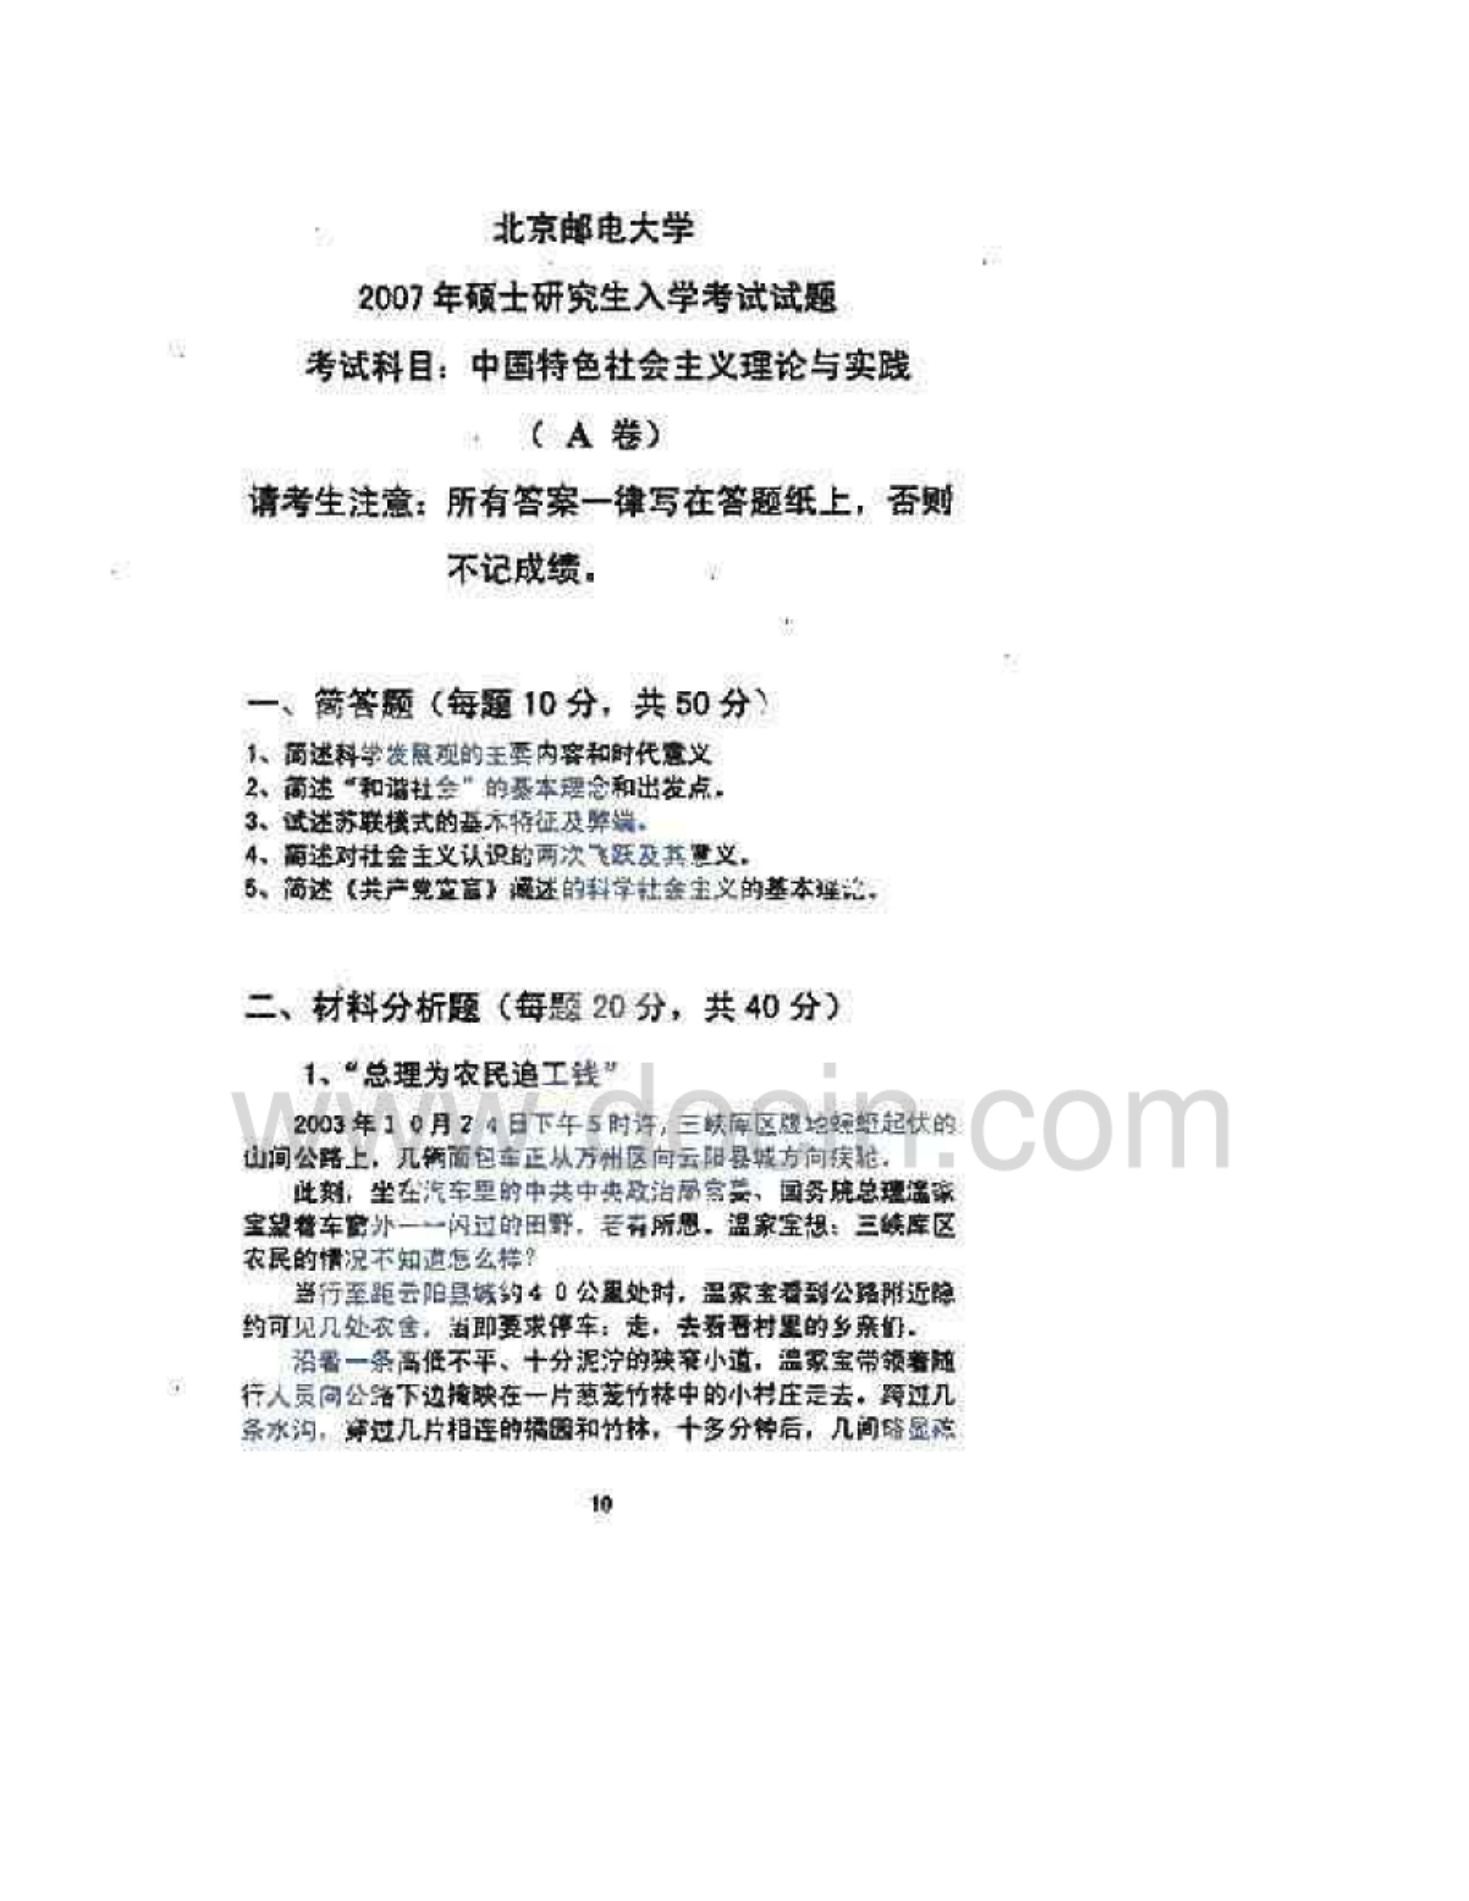 北京邮电大学
2007年硕士研究生入学考试试题
考试科目：中国特色社会主义理论与实践
（ A 卷）
请考生注意：所有答案一律写在答题纸上，否则
不记成绩。
一、简答题（每题10分，共50分）
1、简述科学发展观的主要内容和时代意义
2、简述“和谐社会”的基本理念和出发点。
3、试述苏联模式的基本特征及弊端。
4、简述对社会主义认识的两次飞跃及其意义。
5、简述《共产党宣言》阐述的科学社会主义的基本理论。
二、材料分析题（每题20分，共40分）
1、“总理为农民追工钱”
www.docin.com
2003年10月24日下午5时许，三峡库区腹地蜿蜒起伏的
山间公路上，几辆面包车正从万州区向云阳县城方向疾驰。
此刻，坐在汽车里的中共中央政治局常委、国务院总理温家
宝望着车窗外一一闪过的田野，若有所思。温家宝想：三峡库区
农民的情况不知道怎么样？
当行至距云阳县城约40公里处时，温家宝看到公路附近隐
约可见几处农舍，当即要求停车：走，去看看村里的乡亲们。
沿着一条高低不平、十分泥泞的狭窄小道，温家宝带领着随
行人员向公路下边掩映在一片葱茏竹林中的小村庄走去。跨过几
条水沟，穿过几片相连的橘园和竹林，十多分钟后，几间略显疏
10